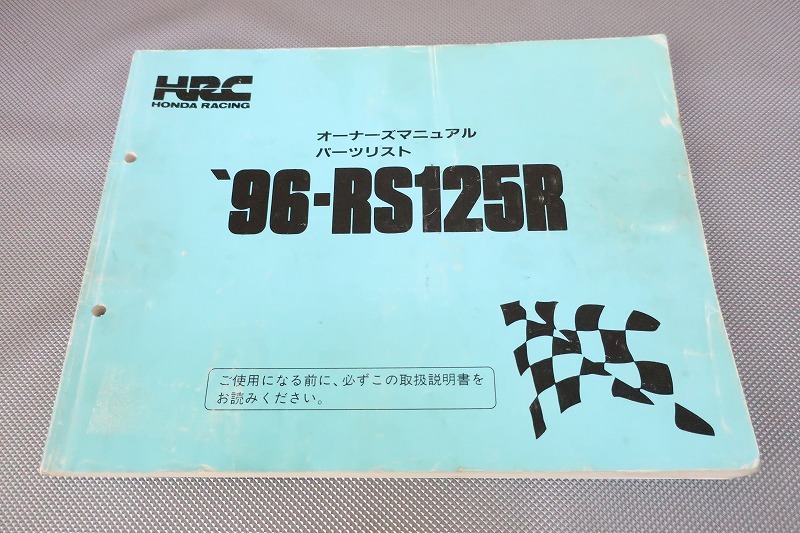 HRC
HONDA RACING
オーナーズマニュアル
パーツリスト
`96-RS125R
ご使用になる前に、必ずこの取扱説明書を
お読みください。